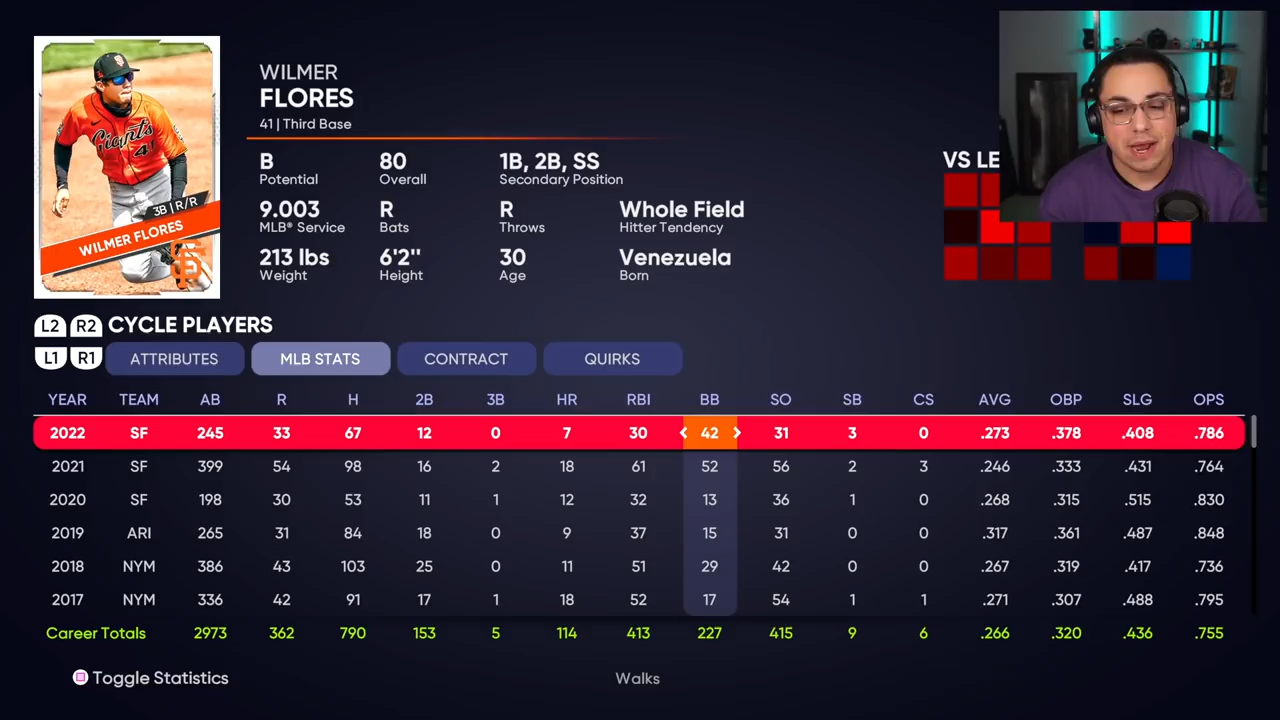 WILMER
FLORES
41 | Third Base
B
Potential
80
Overall
1B, 2B, SS
Secondary Position
9.003
MLB® Service
R
Bats
R
Throws
Whole Field
Hitter Tendency
213 lbs
Weight
6'2''
Height
30
Age
Venezuela
Born
VS LE
Giants
4
3B | R/R
WILMER FLORES
SF
L2 R2 CYCLE PLAYERS
L1 R1 ATTRIBUTES MLB STATS CONTRACT QUIRKS
YEAR TEAM AB R H 2B 3B HR RBI BB SO SB CS AVG OBP SLG OPS
2022 SF 245 33 67 12 0 7 30 42 31 3 0 .273 .378 .408 .786
2021 SF 399 54 98 16 2 18 61 52 56 2 3 .246 .333 .431 .764
2020 SF 198 30 53 11 1 12 32 13 36 1 0 .268 .315 .515 .830
2019 ARI 265 31 84 18 0 9 37 15 31 0 0 .317 .361 .487 .848
2018 NYM 386 43 103 25 0 11 51 29 42 0 0 .267 .319 .417 .736
2017 NYM 336 42 91 17 1 18 52 17 54 1 1 .271 .307 .488 .795
Career Totals 2973 362 790 153 5 114 413 227 415 9 6 .266 .320 .436 .755
Toggle Statistics
Walks